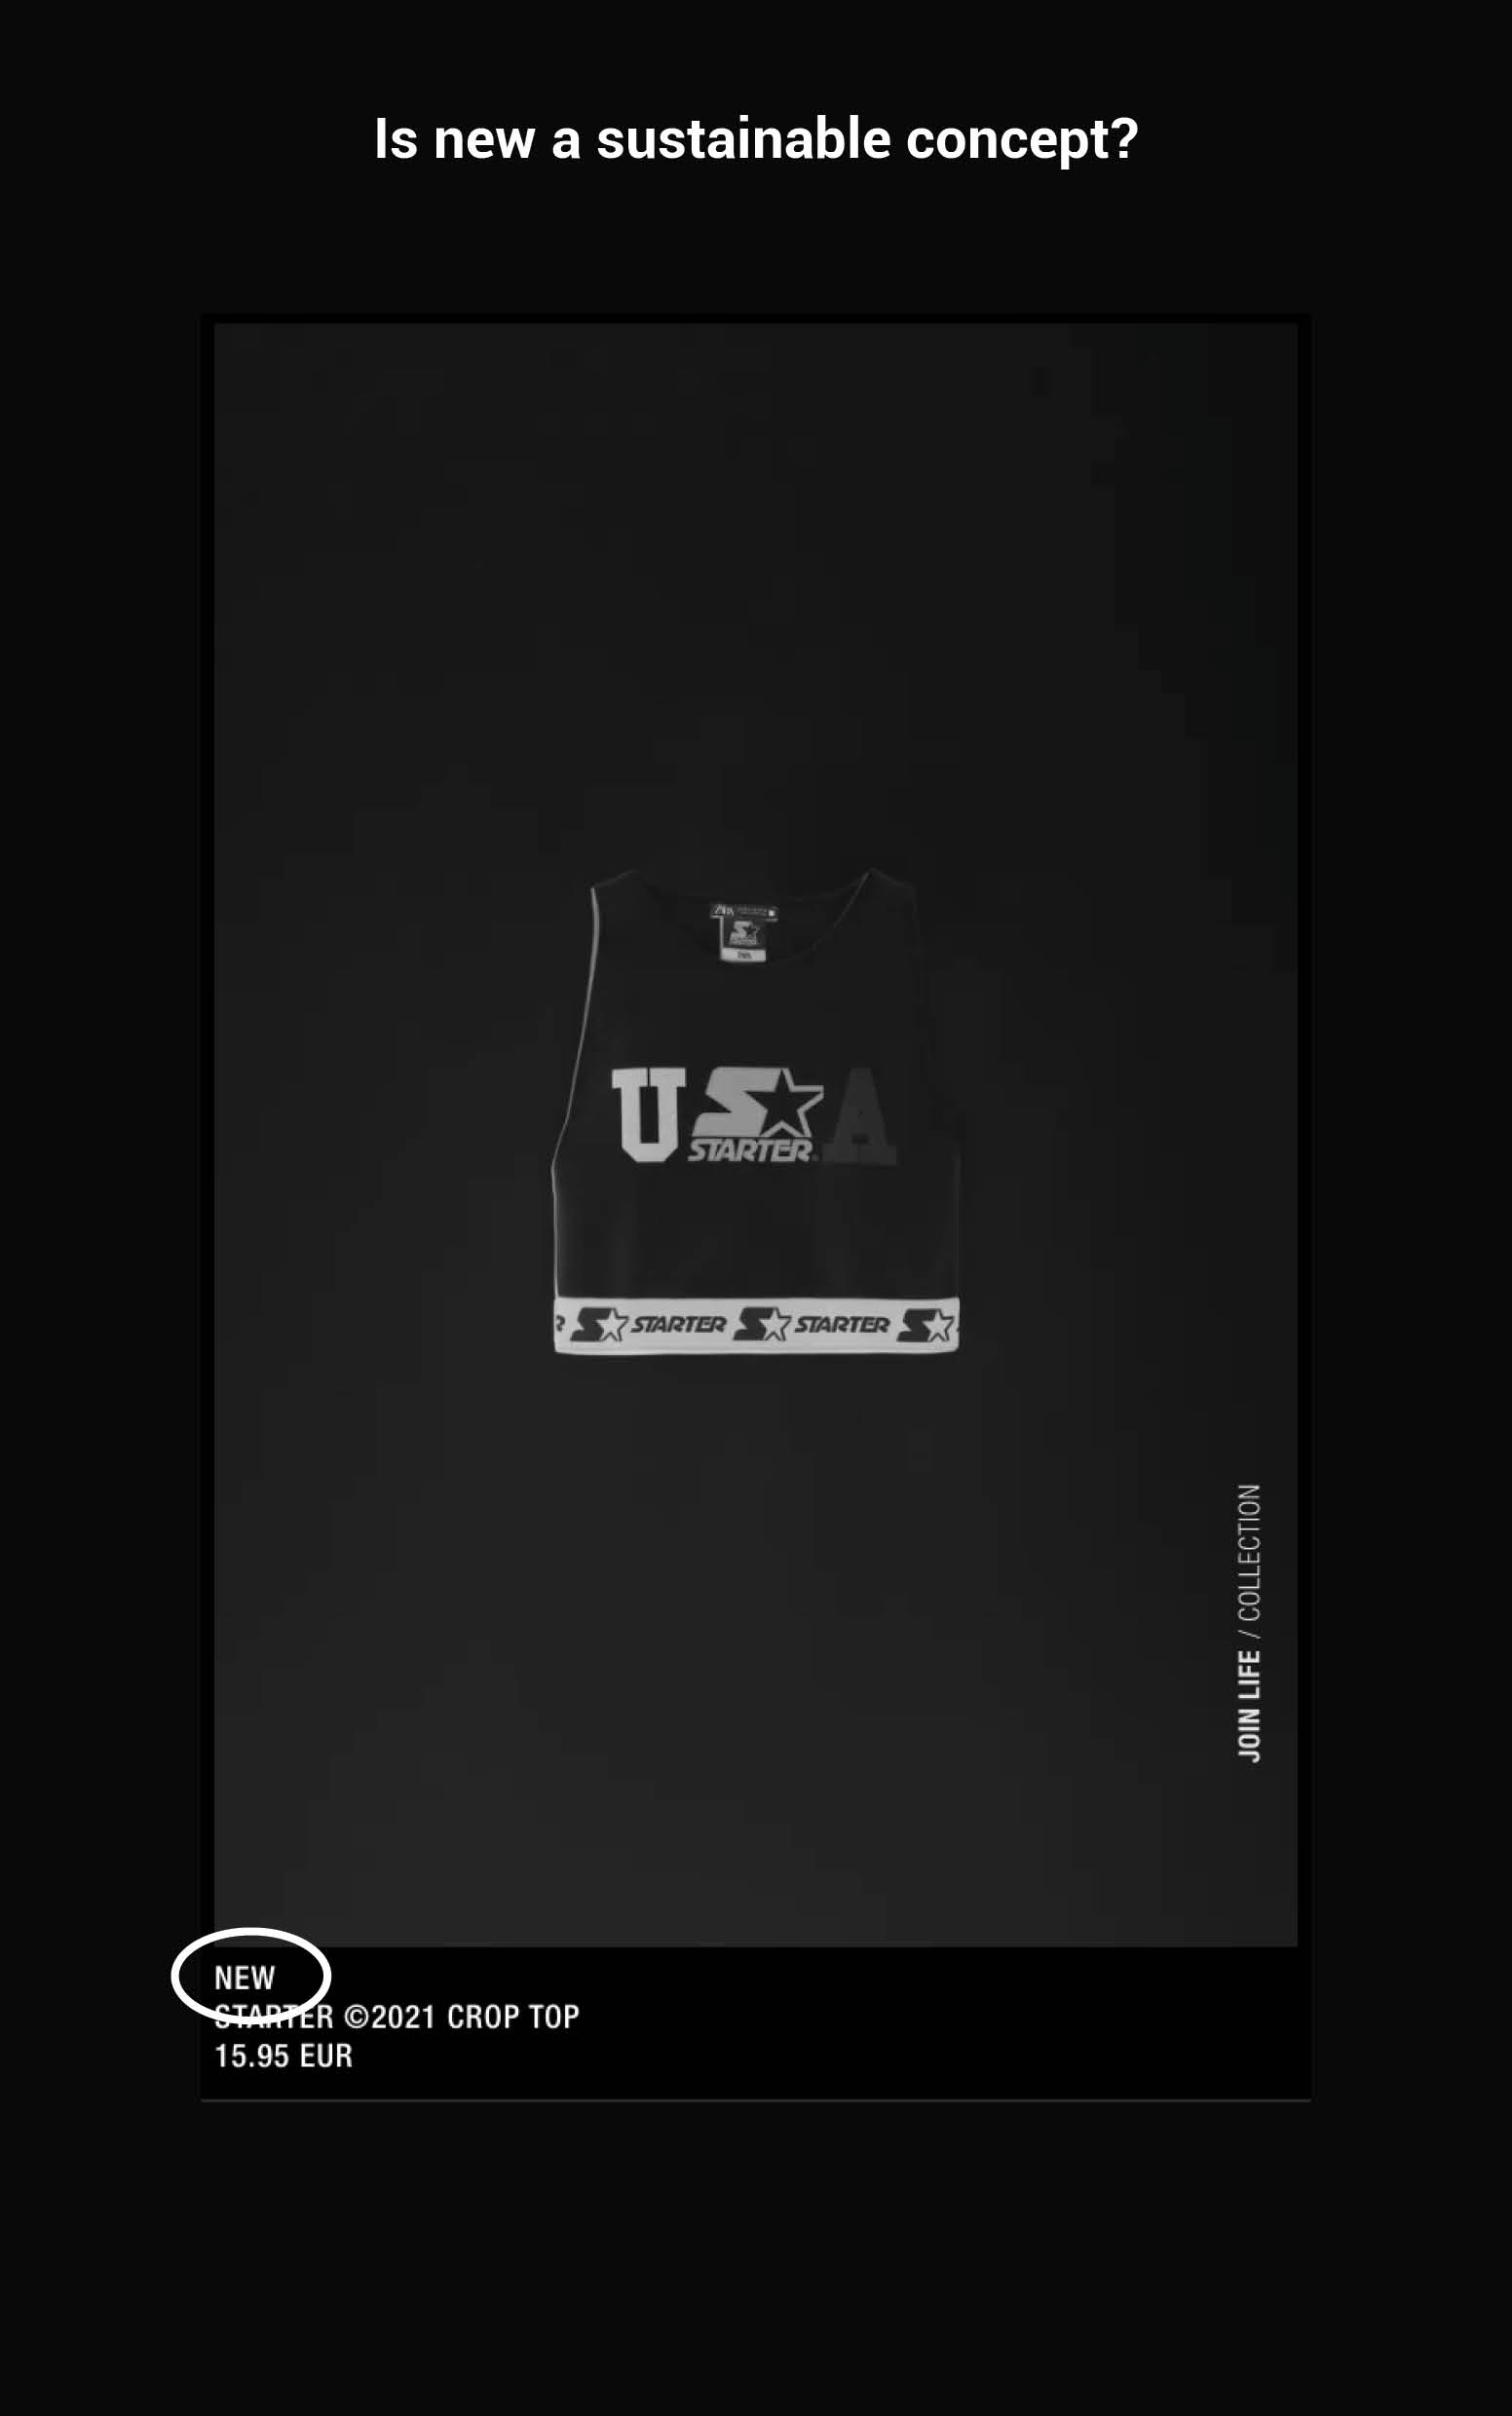 Is new a sustainable concept?
ZARA
USA
STARTER
STARTER STARTER
JOIN LIFE / COLLECTION
NEW
STARTER ©2021 CROP TOP
15.95 EUR